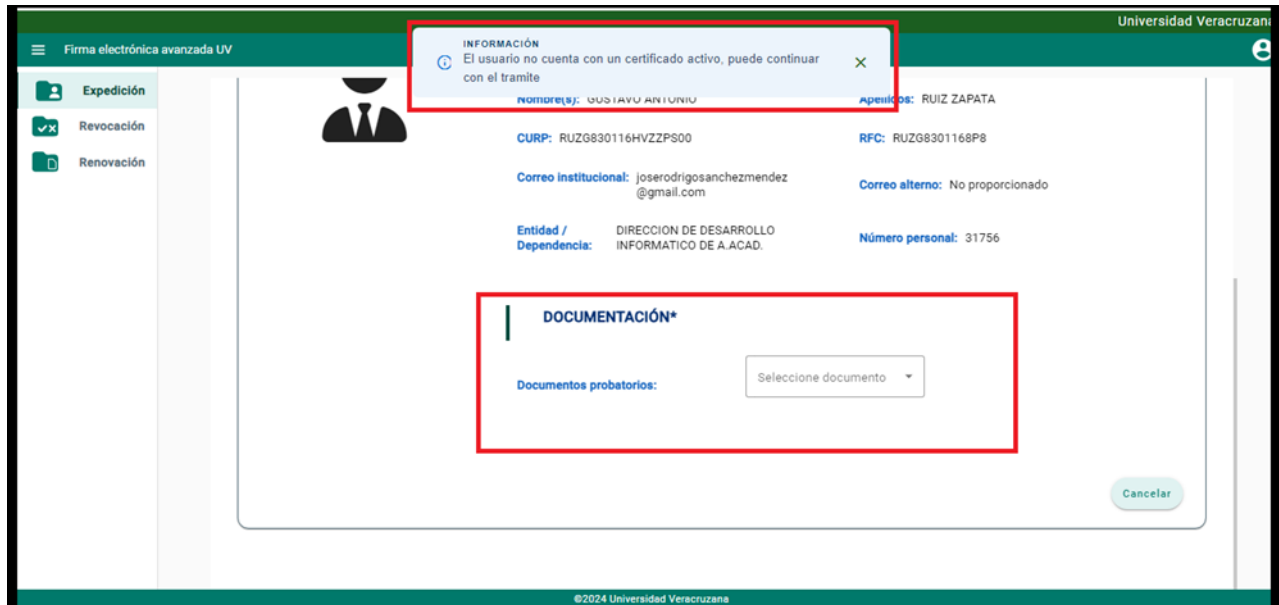 Universidad Veracruzana
Firma electrónica avanzada UV
INFORMACIÓN
El usuario no cuenta con un certificado activo, puede continuar
con el tramite
Expedición
Revocación
Renovación
Nombre(s): GUSTAVO ANTONIO
Apellidos: RUIZ ZAPATA
CURP: RUZG830116HVZZPS00
RFC: RUZG8301168P8
Correo institucional: joserodrigosanchezmendez
@gmail.com
Correo alterno: No proporcionado
Entidad / DIRECCION DE DESARROLLO
Dependencia: INFORMATICO DE A.ACAD.
Número personal: 31756
DOCUMENTACIÓN*
Documentos probatorios:
Seleccione documento
Cancelar
©2024 Universidad Veracruzana